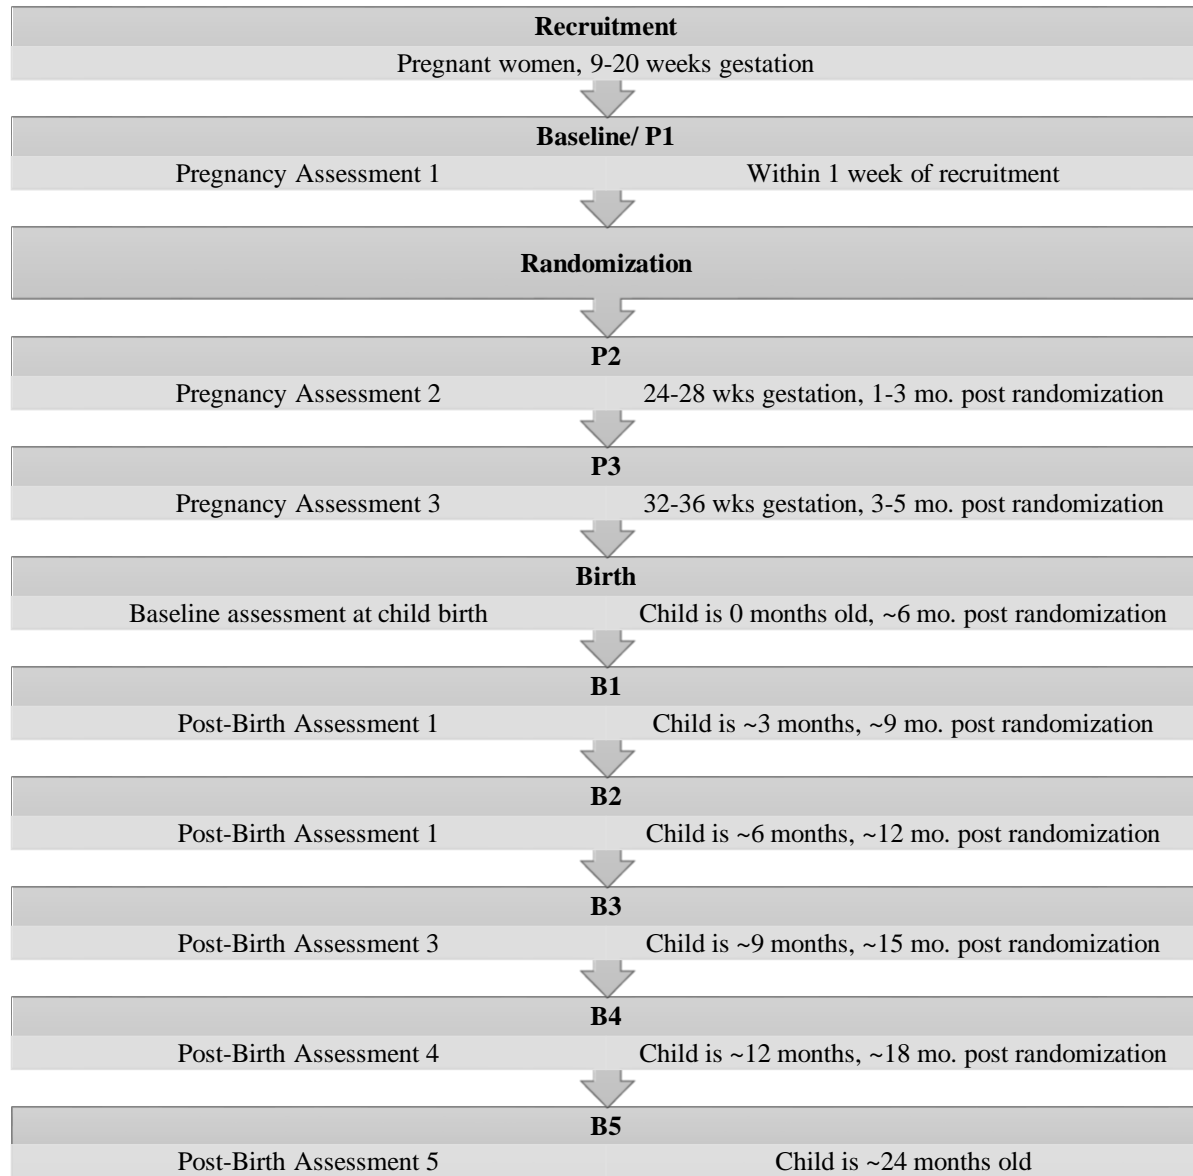 Recruitment
Pregnant women, 9-20 weeks gestation
Baseline/ P1
Pregnancy Assessment 1
Within 1 week of recruitment
Randomization
P2
Pregnancy Assessment 2
24-28 wks gestation, 1-3 mo. post randomization
P3
Pregnancy Assessment 3
32-36 wks gestation, 3-5 mo. post randomization
Birth
Baseline assessment at child birth
Child is 0 months old, ~6 mo. post randomization
B1
Post-Birth Assessment 1
Child is ~3 months, ~9 mo. post randomization
B2
Post-Birth Assessment 1
Child is ~6 months, ~12 mo. post randomization
B3
Post-Birth Assessment 3
Child is ~9 months, ~15 mo. post randomization
B4
Post-Birth Assessment 4
Child is ~12 months, ~18 mo. post randomization
B5
Post-Birth Assessment 5
Child is ~24 months old